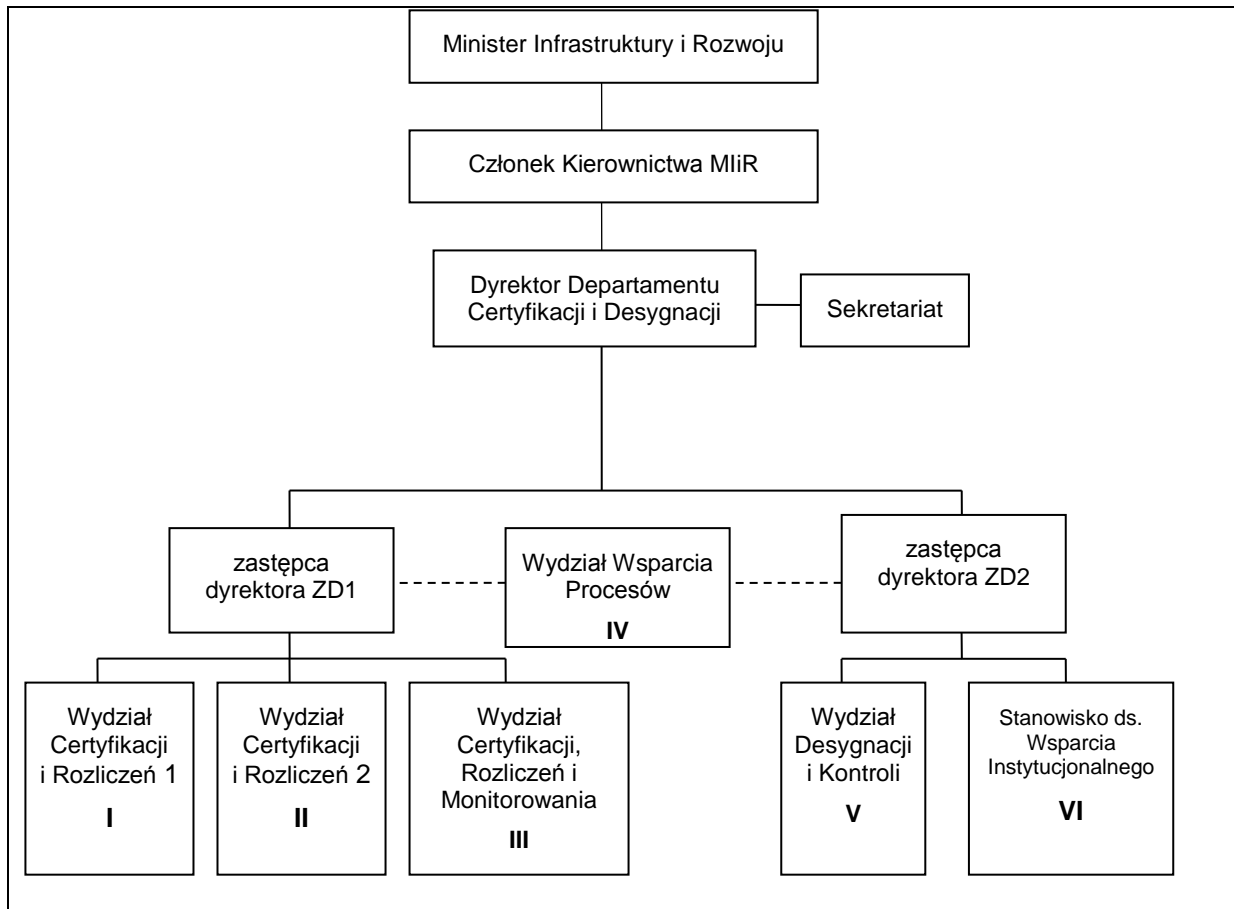 Minister Infrastruktury i Rozwoju
Członek Kierownictwa MIiR
Dyrektor Departamentu
Certyfikacji i Desygnacji
Sekretariat
zastępca
dyrektora ZD1
Wydział Wsparcia
Procesów
IV
zastępca
dyrektora ZD2
Wydział
Certyfikacji
i Rozliczeń 1
I
Wydział
Certyfikacji
i Rozliczeń 2
II
Wydział
Certyfikacji,
Rozliczeń i
Monitorowania
III
Wydział
Desygnacji
i Kontroli
V
Stanowisko ds.
Wsparcia
Instytucjonalnego
VI